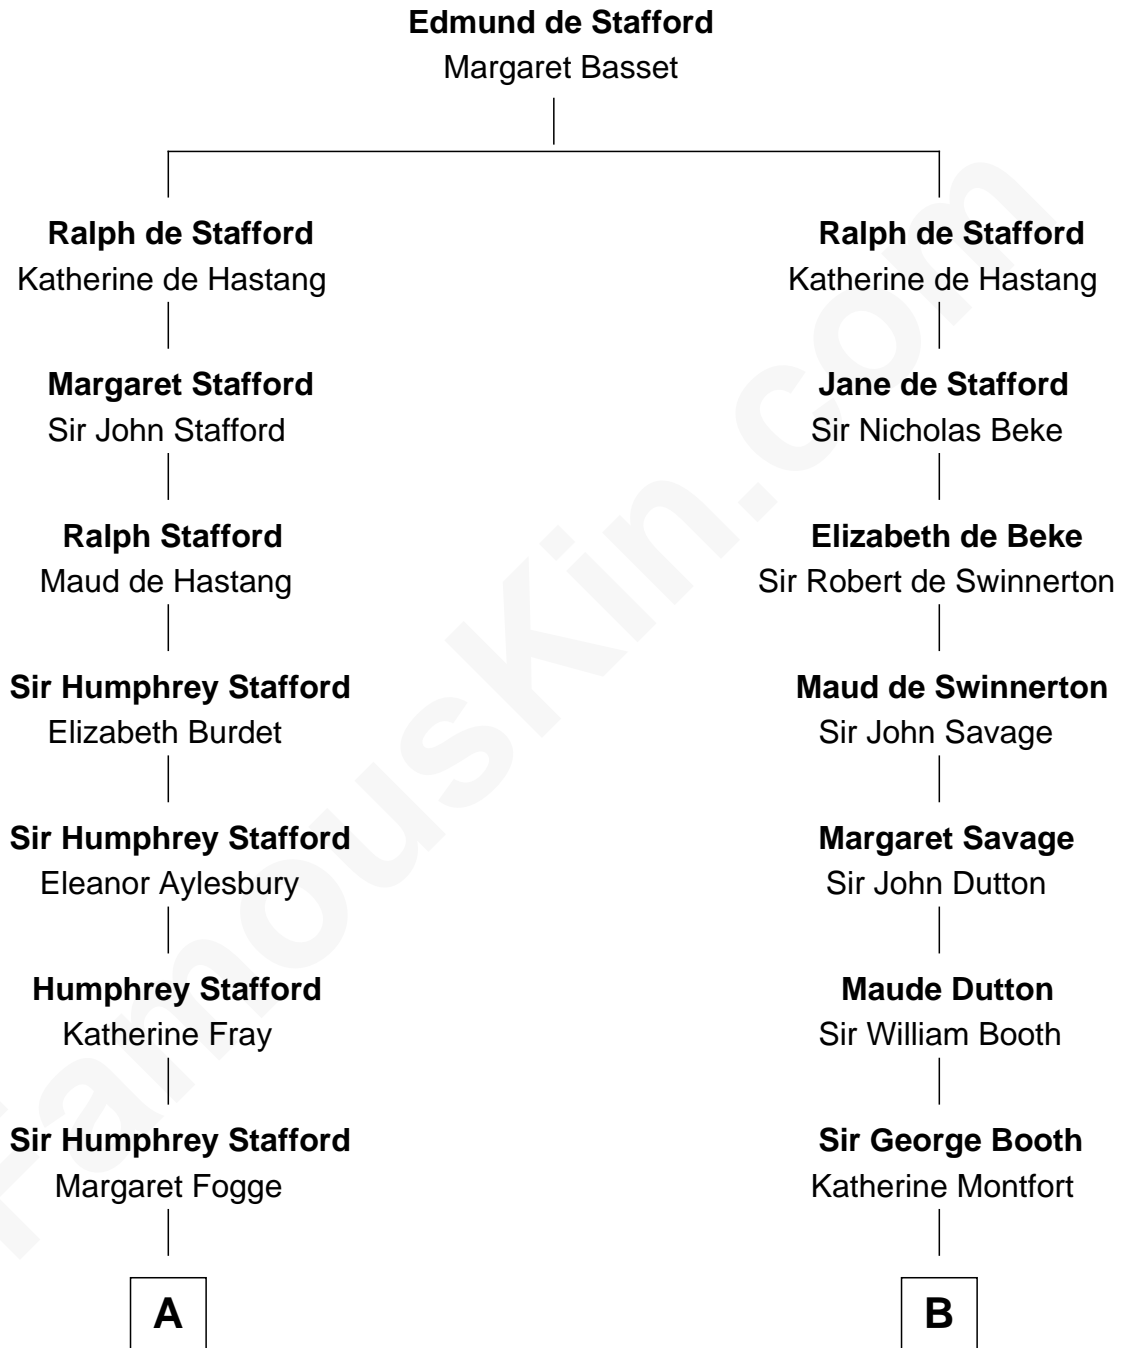 Edmund de Stafford
Margaret Basset
Ralph de Stafford
Katherine de Hastang
Margaret Stafford
Sir John Stafford
Ralph Stafford
Maud de Hastang
Sir Humphrey Stafford
Elizabeth Burdet
Sir Humphrey Stafford
Eleanor Aylesbury
Humphrey Stafford
Katherine Fray
Sir Humphrey Stafford
Margaret Fogge
A
Ralph de Stafford
Katherine de Hastang
Jane de Stafford
Sir Nicholas Beke
Elizabeth de Beke
Sir Robert de Swinnerton
Maud de Swinnerton
Sir John Savage
Margaret Savage
Sir John Dutton
Maude Dutton
Sir William Booth
Sir George Booth
Katherine Montfort
B
FamousKin.com